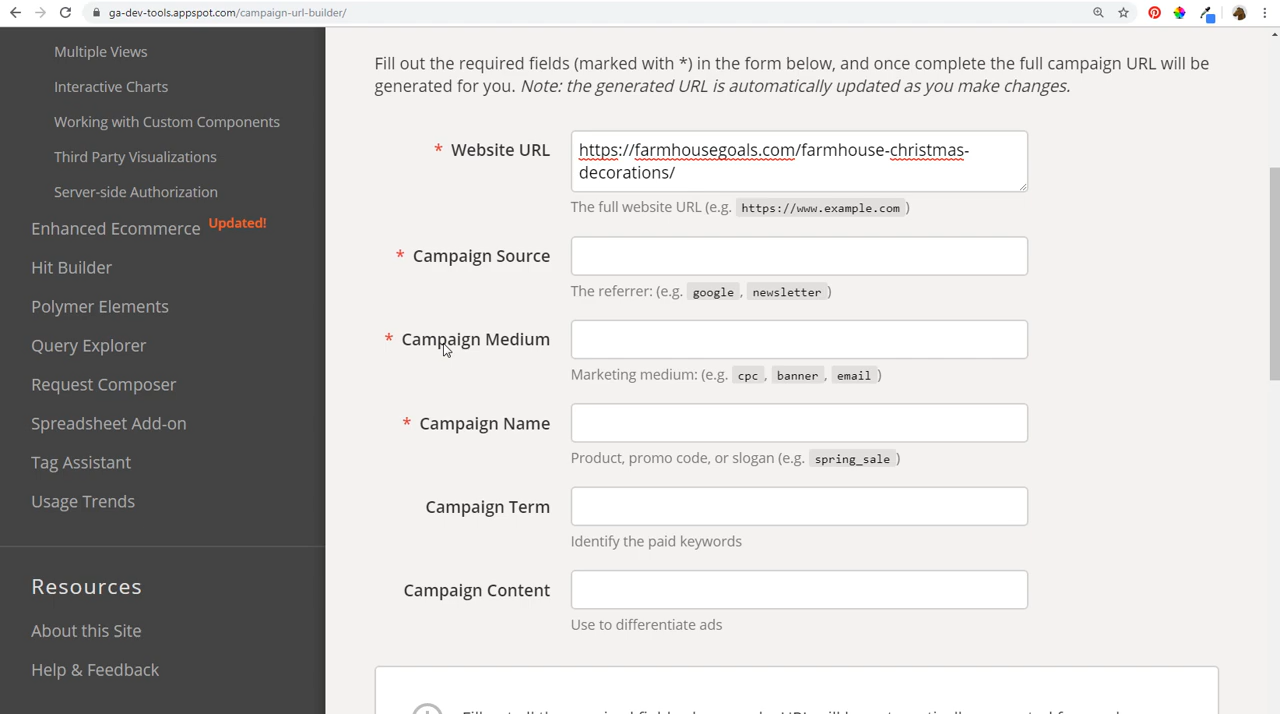 ga-dev-tools.appspot.com/campaign-url-builder/
Multiple Views
Interactive Charts
Working with Custom Components
Third Party Visualizations
Server-side Authorization
Enhanced Ecommerce Updated!
Hit Builder
Polymer Elements
Query Explorer
Request Composer
Spreadsheet Add-on
Tag Assistant
Usage Trends
Resources
About this Site
Help & Feedback
Fill out the required fields (marked with *) in the form below, and once complete the full campaign URL will be
generated for you. Note: the generated URL is automatically updated as you make changes.
* Website URL
https://farmhousegoals.com/farmhouse-christmas-
decorations/
The full website URL (e.g. https://www.example.com )
* Campaign Source
The referrer: (e.g. google , newsletter )
* Campaign Medium
Marketing medium: (e.g. cpc , banner , email )
* Campaign Name
Product, promo code, or slogan (e.g. spring_sale )
Campaign Term
Identify the paid keywords
Campaign Content
Use to differentiate ads